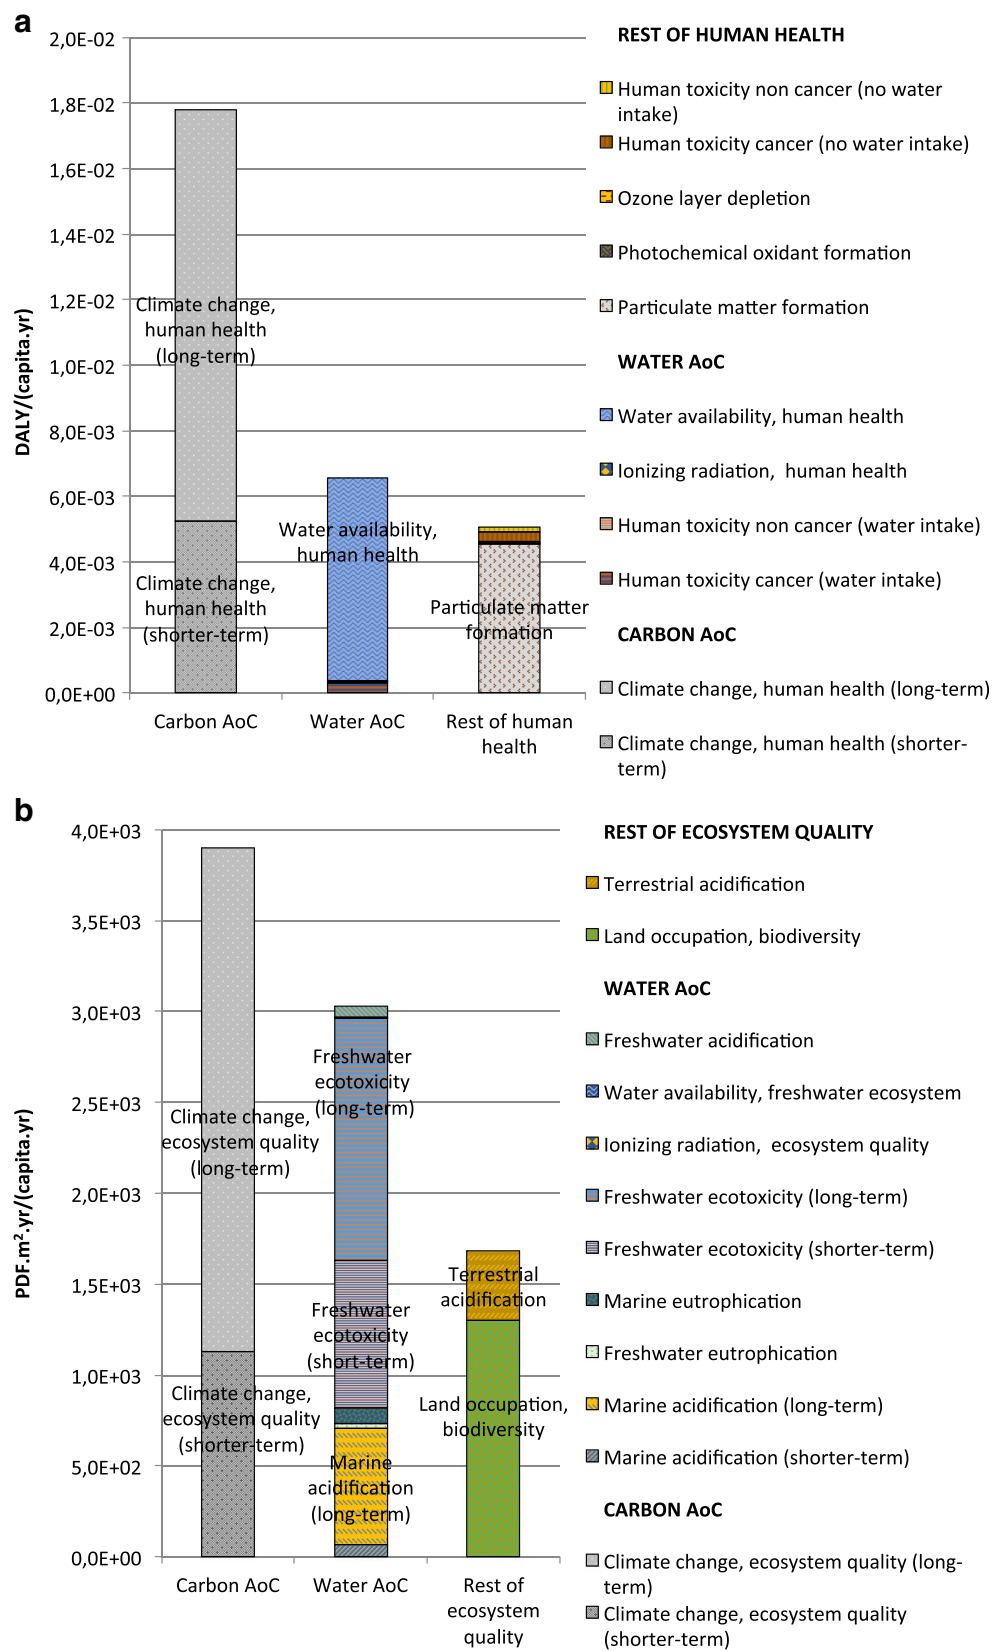 a
DALY/(capita.yr)
2,0E-02
1,8E-02
1,6E-02
1,4E-02
1,2E-02
1,0E-02
8,0E-03
6,0E-03
4,0E-03
2,0E-03
0,0E+00
Climate change,
human health
(long-term)
Climate change,
human health
(shorter-term)
Water availability,
human health
Particulate matter
formation
Carbon AoC
Water AoC
Rest of human
health
REST OF HUMAN HEALTH
Human toxicity non cancer (no water
intake)
Human toxicity cancer (no water intake)
Ozone layer depletion
Photochemical oxidant formation
Particulate matter formation
WATER AoC
Water availability, human health
Ionizing radiation,  human health
Human toxicity non cancer (water intake)
Human toxicity cancer (water intake)
CARBON AoC
Climate change, human health (long-term)
Climate change, human health (shorter-
term)
b
PDF.m².yr/(capita.yr)
4,0E+03
3,5E+03
3,0E+03
2,5E+03
2,0E+03
1,5E+03
1,0E+03
5,0E+02
0,0E+00
Climate change,
ecosystem quality
(long-term)
Climate change,
ecosystem quality
(shorter-term)
Freshwater
ecotoxicity
(long-term)
Freshwater
ecotoxicity
(short-term)
Marine
acidification
(long-term)
Terrestrial
acidification
Land occupation,
biodiversity
Carbon AoC
Water AoC
Rest of
ecosystem
quality
REST OF ECOSYSTEM QUALITY
Terrestrial acidification
Land occupation, biodiversity
WATER AoC
Freshwater acidification
Water availability, freshwater ecosystem
Ionizing radiation,  ecosystem quality
Freshwater ecotoxicity (long-term)
Freshwater ecotoxicity (shorter-term)
Marine eutrophication
Freshwater eutrophication
Marine acidification (long-term)
Marine acidification (shorter-term)
CARBON AoC
Climate change, ecosystem quality (long-
term)
Climate change, ecosystem quality
(shorter-term)